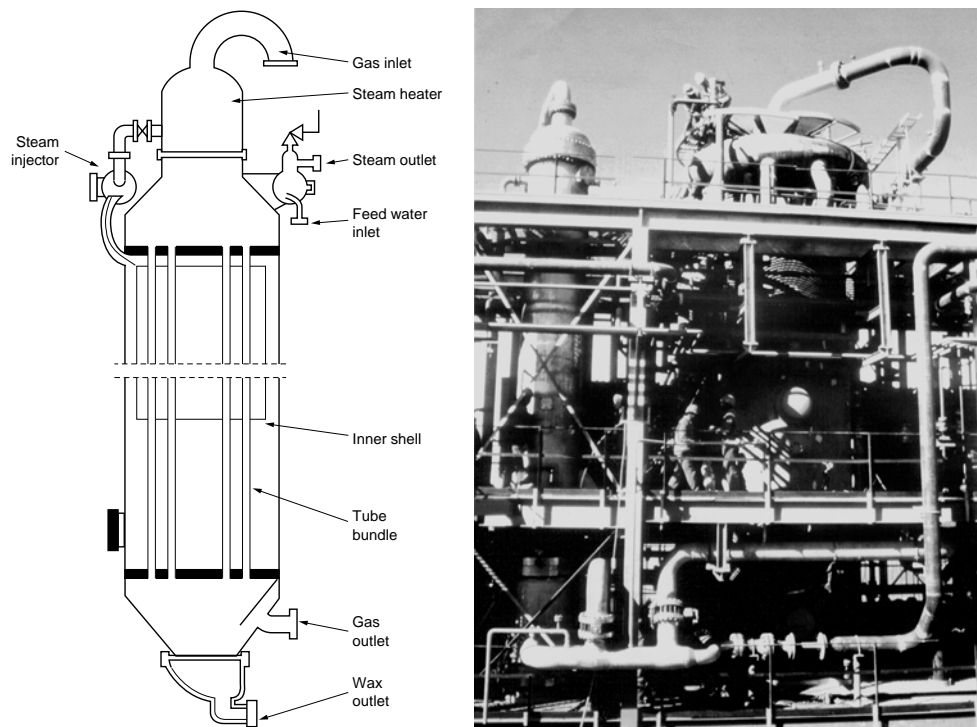 Gas inlet
Steam heater
Steam
injector
Steam outlet
Feed water
inlet
Inner shell
Tube
bundle
Gas
outlet
Wax
outlet